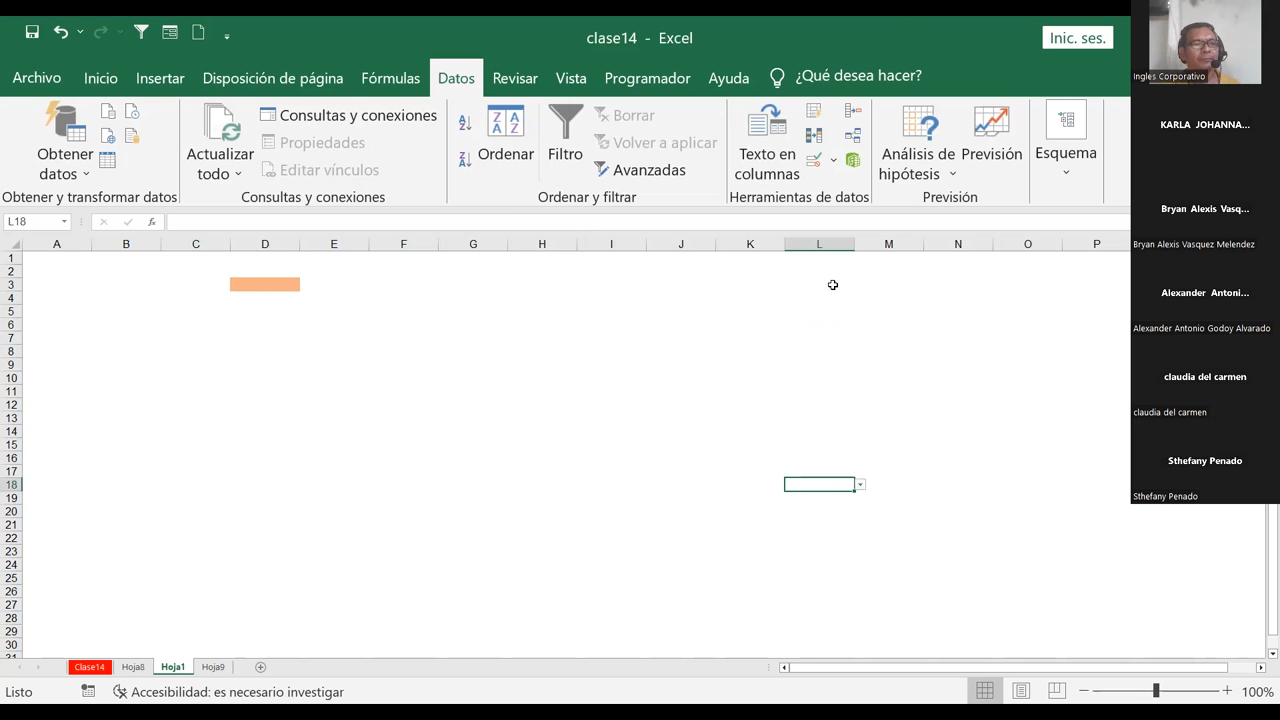 clase14 - Excel
Inic. ses.
Archivo Inicio Insertar Disposición de página Fórmulas Datos Revisar Vista Programador Ayuda ¿Qué desea hacer?
Obtener datos
Obtener y transformar datos
Actualizar todo
Consultas y conexiones
Propiedades
Editar vínculos
Consultas y conexiones
Ordenar
Filtro
Borrar
Volver a aplicar
Avanzadas
Ordenar y filtrar
Texto en columnas
Herramientas de datos
Análisis de hipótesis
Previsión
Previsión
Esquema
L18
fx
A B C D E F G H I J K L M N O P
1
2
3
4
5
6
7
8
9
10
11
12
13
14
15
16
17
18
19
20
21
22
23
24
25
26
27
28
29
30
31
Clase14 Hoja8 Hoja1 Hoja9
Listo
Accesibilidad: es necesario investigar
100%
Ingles Corporativo
KARLA JOHANNA...
Bryan Alexis Vasq...
Bryan Alexis Vasquez Melendez
Alexander Antoni...
Alexander Antonio Godoy Alvarado
claudia del carmen
claudia del carmen
Sthefany Penado
Sthefany Penado